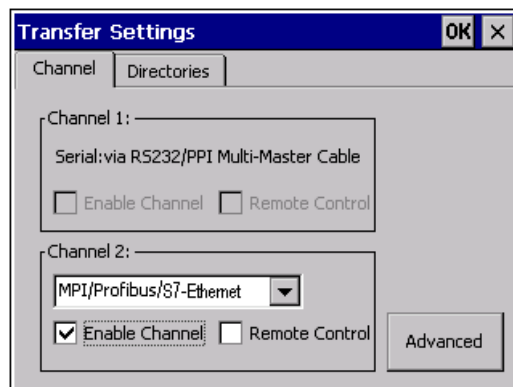 Transfer Settings OK ×
Channel Directories
Channel 1:
Serial:via RS232/PPI Multi-Master Cable
Enable Channel Remote Control
Channel 2:
MPI/Profibus/S7-Ethernet
Enable Channel Remote Control
Advanced